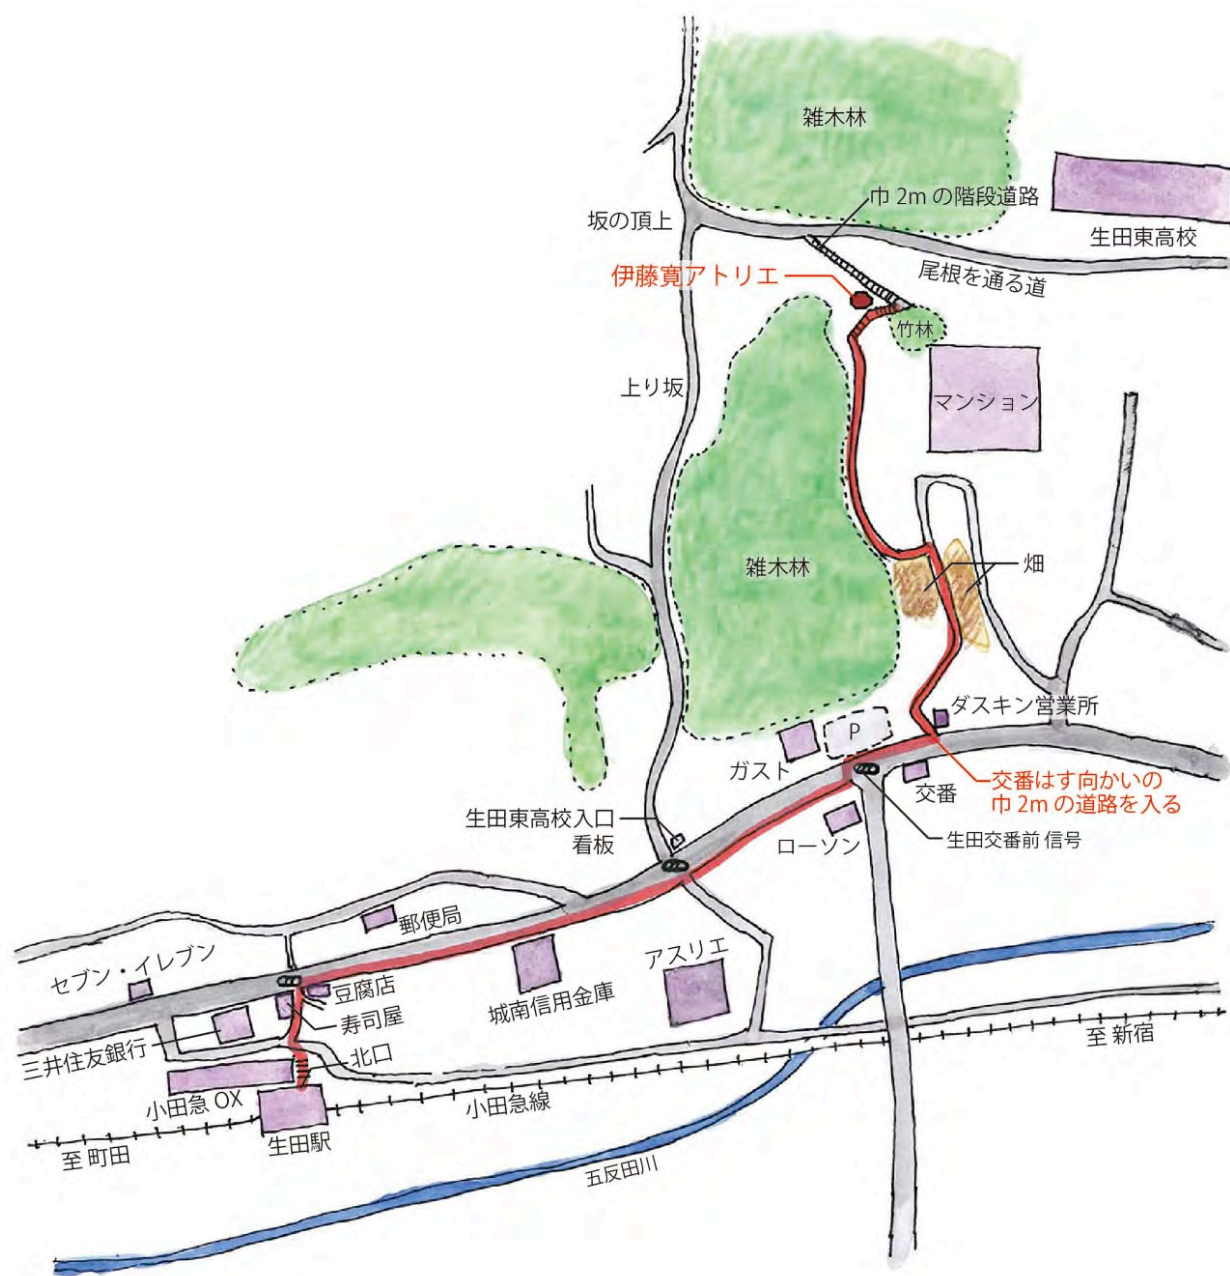 雑木林
巾 2m の階段道路
坂の頂上
生田東高校
伊藤寛アトリエ
尾根を通る道
竹林
上り坂
マンション
雑木林
畑
ダスキン営業所
P
ガスト
交番
交番はす向かいの
巾 2m の道路を入る
生田東高校入口
看板
ローソン
生田交番前 信号
郵便局
セブン・イレブン
アスリエ
豆腐店
城南信用金庫
寿司屋
三井住友銀行
北口
至 新宿
小田急 OX
小田急線
生田駅
至 町田
五反田川